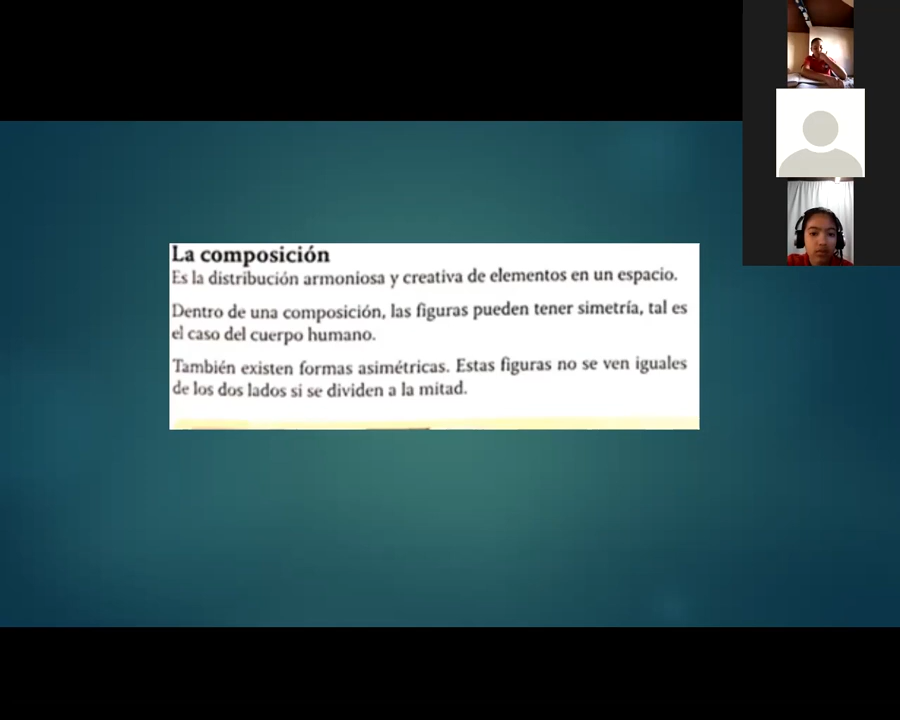 La composición
Es la distribución armoniosa y creativa de elementos en un espacio.
Dentro de una composición, las figuras pueden tener simetría, tal es
el caso del cuerpo humano.
También existen formas asimétricas. Estas figuras no se ven iguales
de los dos lados si se dividen a la mitad.